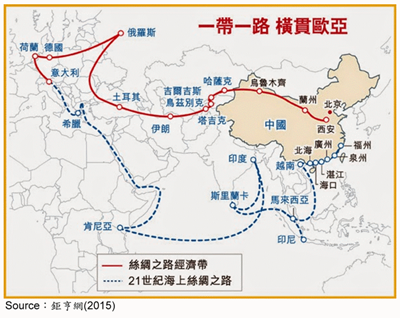 一帶一路 橫貫歐亞
俄羅斯
荷蘭
德國
意大利
哈薩克
烏魯木齊
吉爾吉斯
烏茲別克
塔吉克
土耳其
伊朗
希臘
蘭州
北京
西安
中國
福州
泉州
廣州
北海
湛江
海口
越南
印度
斯里蘭卡
馬來西亞
肯尼亞
印尼
絲綢之路經濟帶
21世紀海上絲綢之路
Source：鉅亨網(2015)